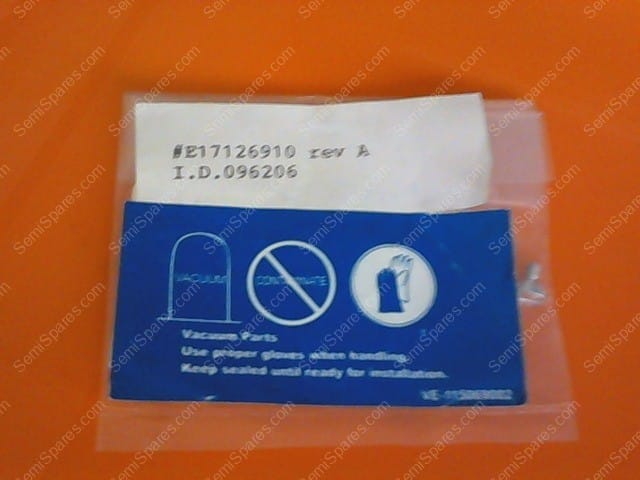 #E17126910 rev A
I.D.096206
VACUUM
CONTAMINATE
Vacuum Parts
Use proper gloves when handling.
Keep sealed until ready for installation.
SemiSpares.com